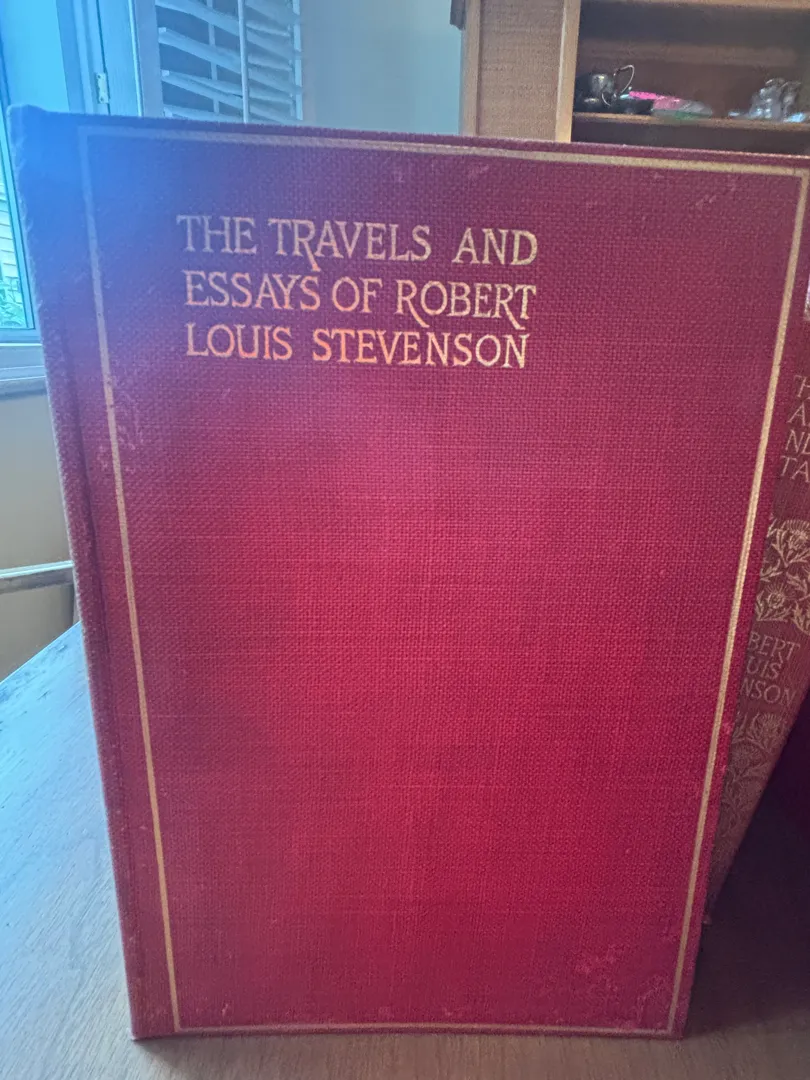 THE TRAVELS AND
ESSAYS OF ROBERT
LOUIS STEVENSON